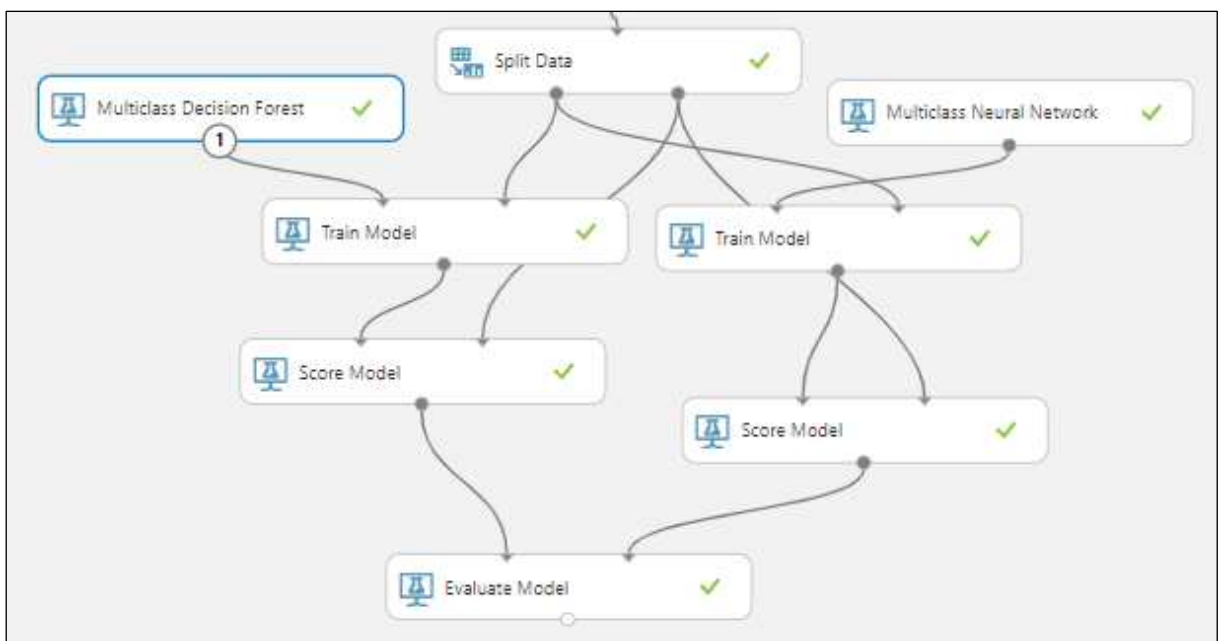 Split Data
Multiclass Decision Forest
Multiclass Neural Network
1
Train Model
Train Model
Score Model
Score Model
Evaluate Model